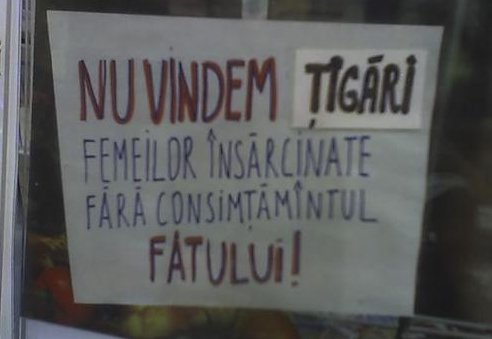 NU VINDEM ȚIGĂRI
FEMEILOR ÎNSĂRCINATE
FĂRĂ CONSIMȚĂMÎNTUL
FĂTULUI!